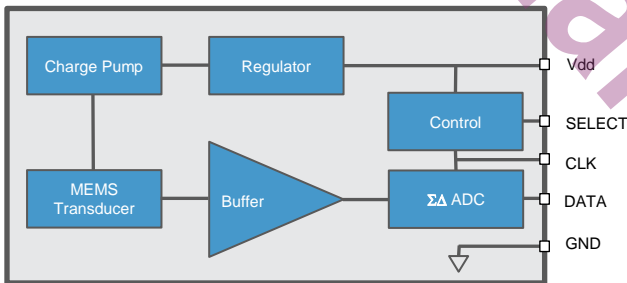 Charge Pump
Regulator
Vdd
Control
SELECT
CLK
MEMS
Transducer
Buffer
ΣΔ ADC
DATA
GND